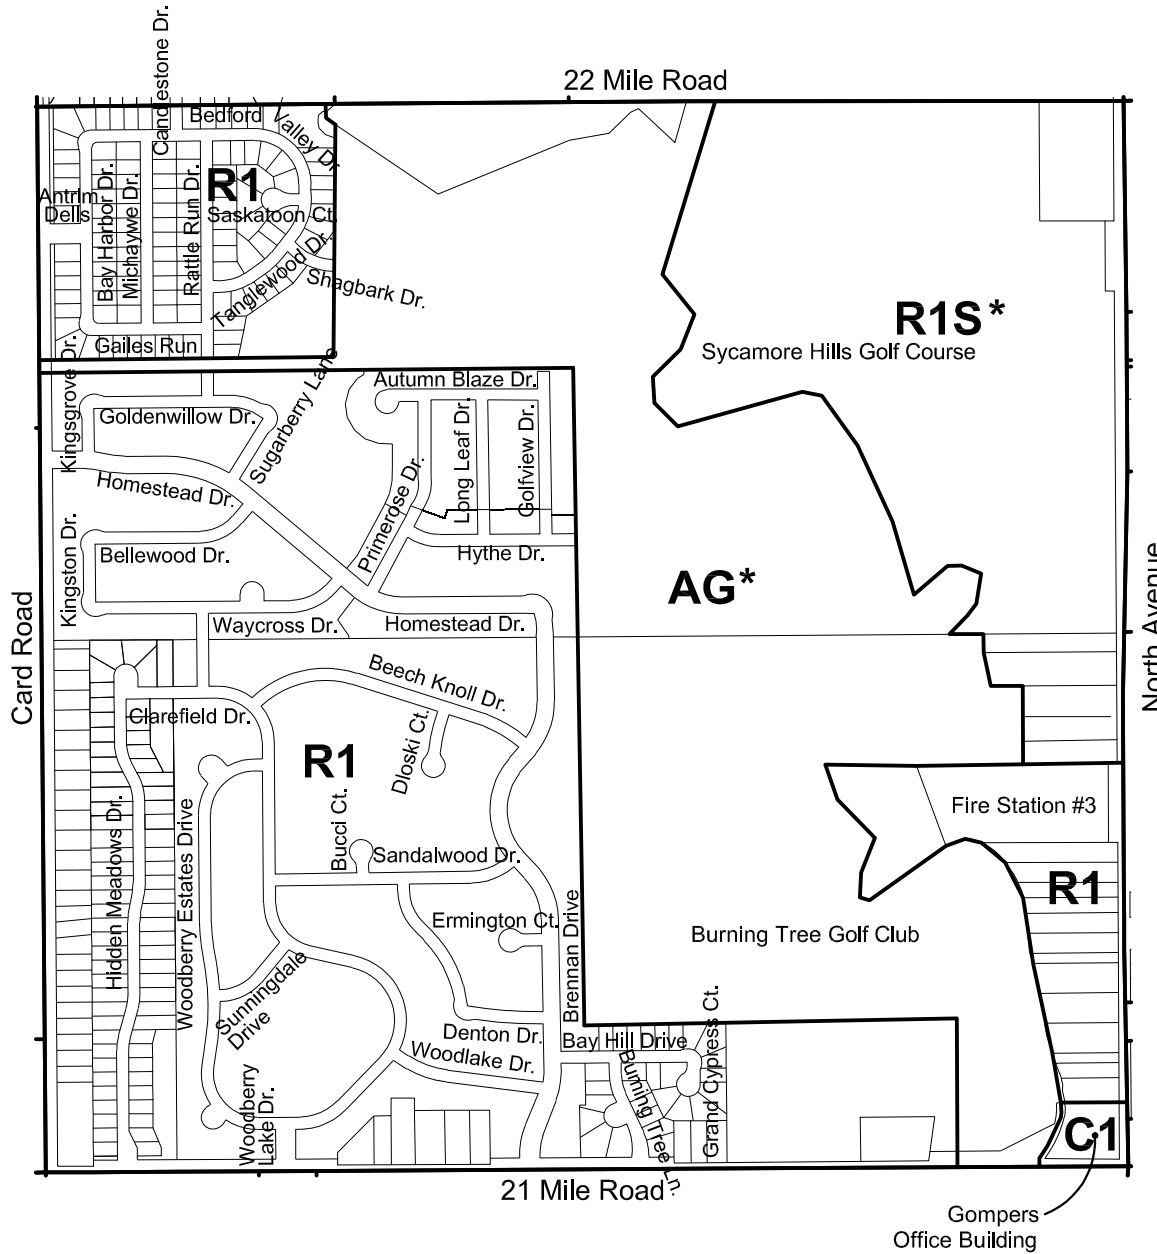 Candlestone Dr.
22 Mile Road
Bedford
Valley Dr.
R1
Antrim
Dells
Bay Harbor Dr.
Michaywe Dr.
Rattle Run Dr.
Saskatoon Ct.
Tanglewood Dr.
Shagbark Dr.
R1S*
Sycamore Hills Golf Course
Gailes Run
Kingsgrove Dr.
Goldenwillow Dr.
Sugarberry Lane
Autumn Blaze Dr.
Long Leaf Dr.
Golfview Dr.
Primerose Dr.
Homestead Dr.
Kingston Dr.
Bellewood Dr.
Hythe Dr.
AG*
Waycross Dr.
Homestead Dr.
Card Road
North Avenue
Beech Knoll Dr.
Clarefield Dr.
Dloski Ct.
R1
Hidden Meadows Dr.
Woodberry Estates Drive
Bucci Ct.
Sandalwood Dr.
Fire Station #3
R1
Ermington Ct.
Brennan Drive
Burning Tree Golf Club
Sunningdale
Drive
Denton Dr.
Woodlake Dr.
Bay Hill Drive
Grand Cypress Ct.
Burning Tree Ln.
Woodberry
Lake Dr.
C1
21 Mile Road
Gompers
Office Building